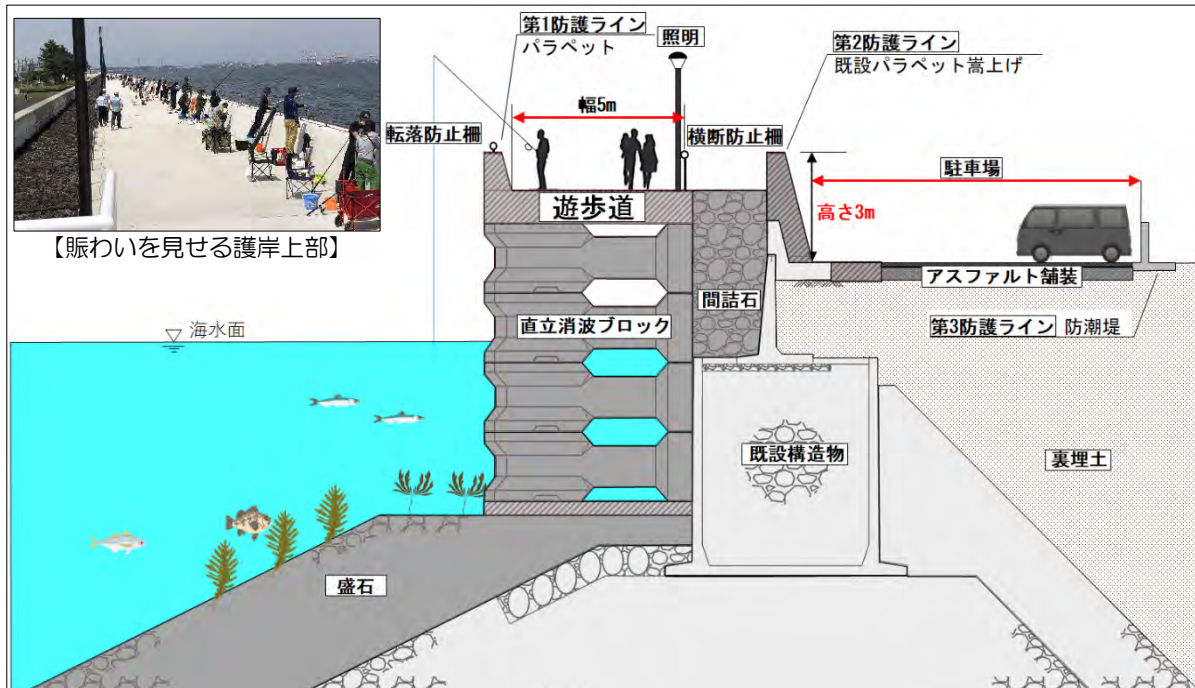 第1防護ライン
パラペット
照明
第2防護ライン
既設パラペット嵩上げ
幅5m
転落防止柵
横断防止柵
駐車場
高さ3m
遊歩道
【賑わいを見せる護岸上部】
アスファルト舗装
間詰石
直立消波ブロック
海水面
第3防護ライン 防潮堤
既設構造物
裏埋土
盛石